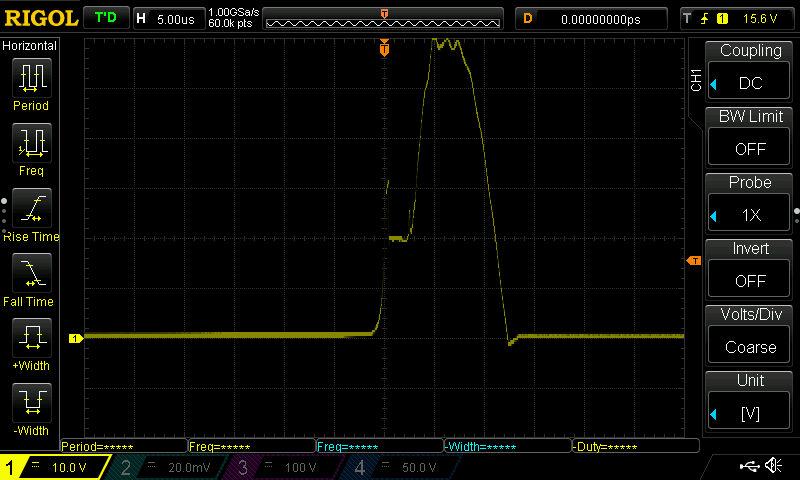 RIGOL T'D H 5.00us 1.00GSa/s 60.0k pts T D 0.00000000ps T 1 15.6 V
Horizontal
Period
Freq
Rise Time
Fall Time
+Width
-Width
T
1
T
CH1
Coupling
DC
BW Limit
OFF
Probe
1X
Invert
OFF
Volts/Div
Coarse
Unit
[V]
Period=***** Freq=***** Freq=***** -Width=***** -Duty=*****
1 10.0 V 2 20.0mV 3 100 V 4 50.0 V